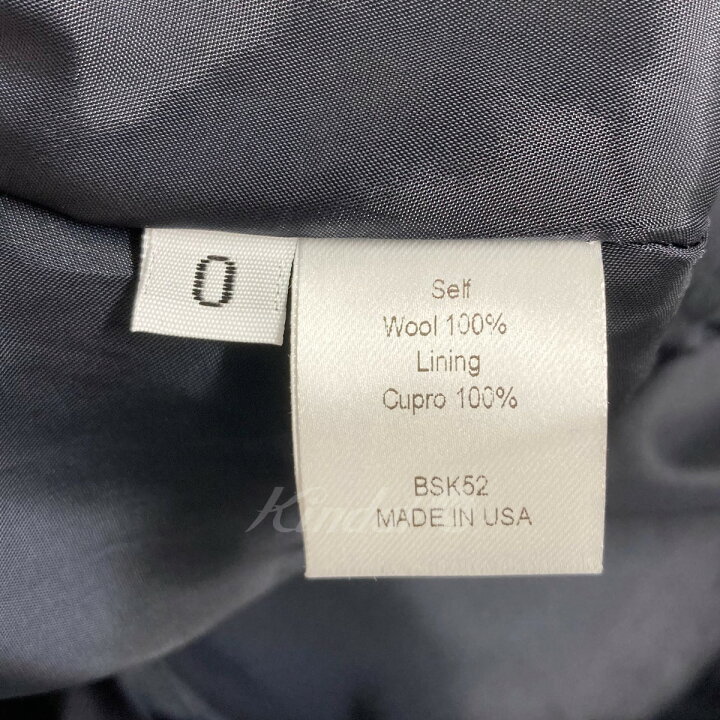 0
Self
Wool 100%
Lining
Cupro 100%
BSK52
MADE IN USA